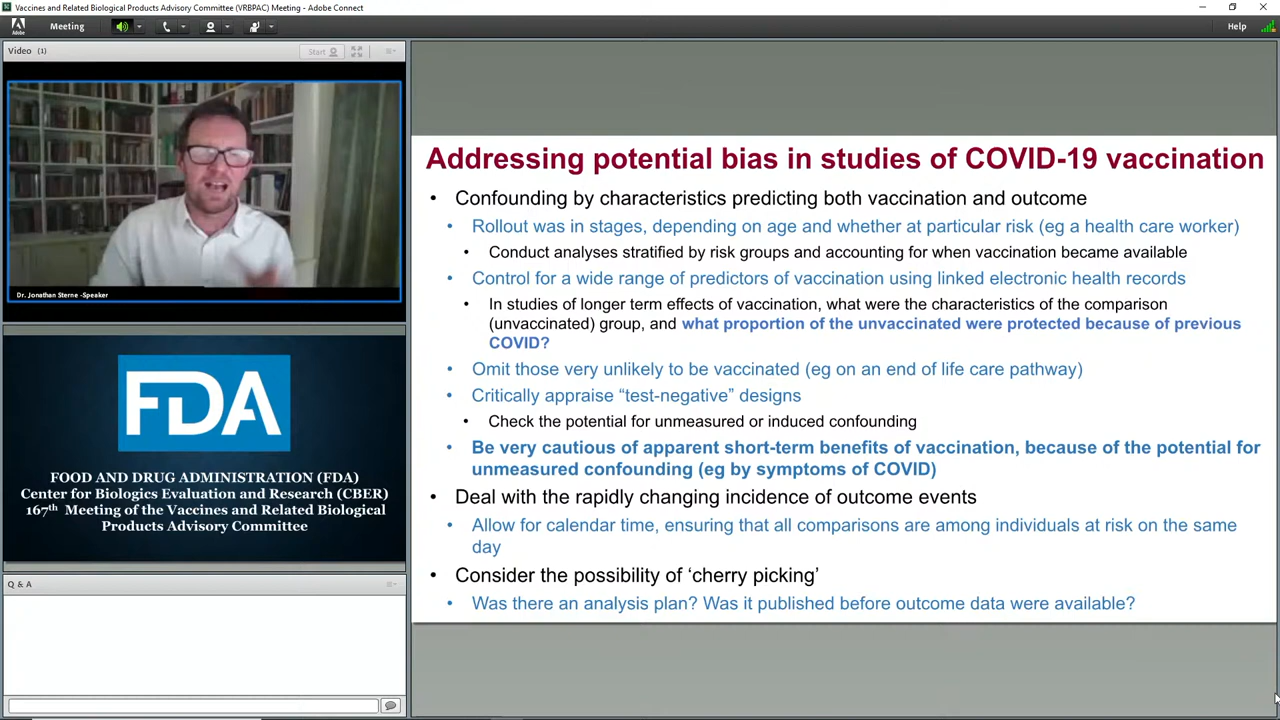 Vaccines and Related Biological Products Advisory Committee (VRBPAC) Meeting - Adobe Connect
Meeting
Help
Adobe
Video (1)
Start
Dr. Jonathan Sterne -Speaker
FDA
FOOD AND DRUG ADMINISTRATION (FDA)
Center for Biologics Evaluation and Research (CBER)
167th Meeting of the Vaccines and Related Biological
Products Advisory Committee
Q & A
Addressing potential bias in studies of COVID-19 vaccination
• Confounding by characteristics predicting both vaccination and outcome
• Rollout was in stages, depending on age and whether at particular risk (eg a health care worker)
• Conduct analyses stratified by risk groups and accounting for when vaccination became available
• Control for a wide range of predictors of vaccination using linked electronic health records
• In studies of longer term effects of vaccination, what were the characteristics of the comparison
(unvaccinated) group, and what proportion of the unvaccinated were protected because of previous
COVID?
• Omit those very unlikely to be vaccinated (eg on an end of life care pathway)
• Critically appraise “test-negative” designs
• Check the potential for unmeasured or induced confounding
• Be very cautious of apparent short-term benefits of vaccination, because of the potential for
unmeasured confounding (eg by symptoms of COVID)
• Deal with the rapidly changing incidence of outcome events
• Allow for calendar time, ensuring that all comparisons are among individuals at risk on the same
day
• Consider the possibility of ‘cherry picking’
• Was there an analysis plan? Was it published before outcome data were available?